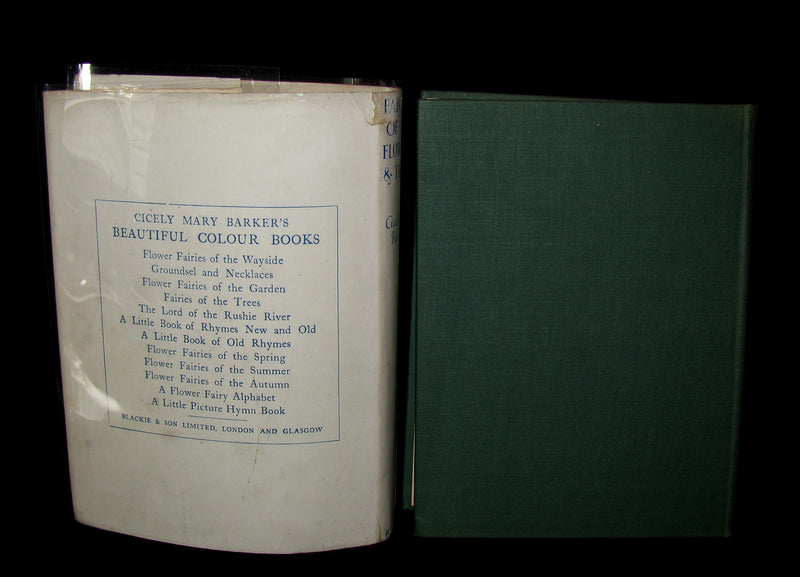 CICELY MARY BARKER'S
BEAUTIFUL COLOUR BOOKS
Flower Fairies of the Wayside
Groundsel and Necklaces
Flower Fairies of the Garden
Fairies of the Trees
The Lord of the Rushie River
A Little Book of Rhymes New and Old
A Little Book of Old Rhymes
Flower Fairies of the Spring
Flower Fairies of the Summer
Flower Fairies of the Autumn
A Flower Fairy Alphabet
A Little Picture Hymn Book
BLACKIE & SON LIMITED, LONDON AND GLASGOW
OF
&